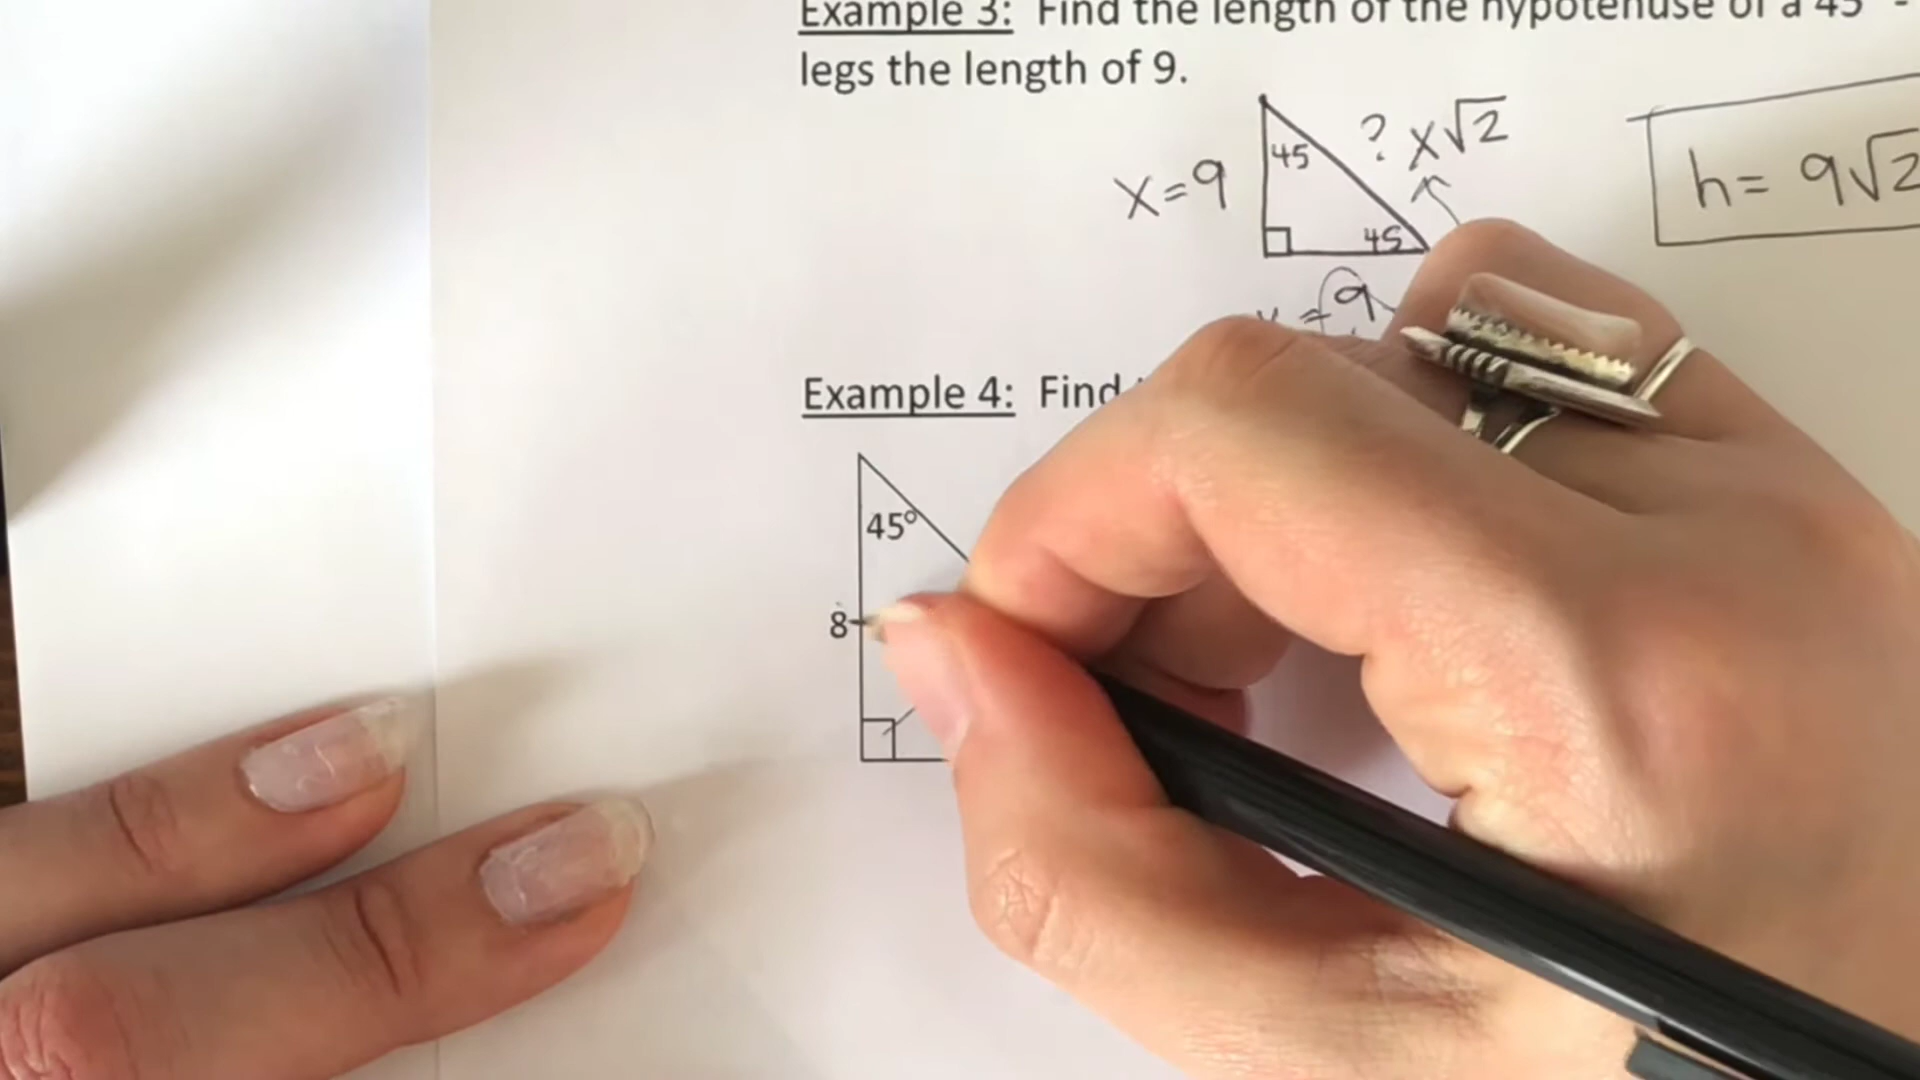 Example 3: Find the length of the hypotenuse of a 45° -
legs the length of 9.
45
? x√2
x=9
h= 9√2
45
= 9
Example 4: Find
45°
8